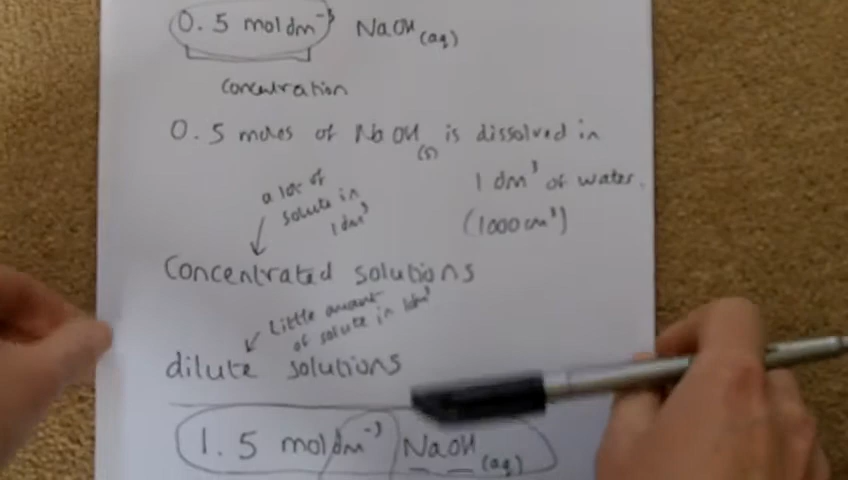 0.5 moldm⁻³ NaOH(aq)
Concentration
0.5 moles of NaOH(s) is dissolved in
1 dm³ of water.
(1000cm³)
a lot of
solute in
1dm³
Concentrated solutions
Little amount
of solute in 1dm³
dilute solutions
1.5 moldm⁻³ NaOH(aq)